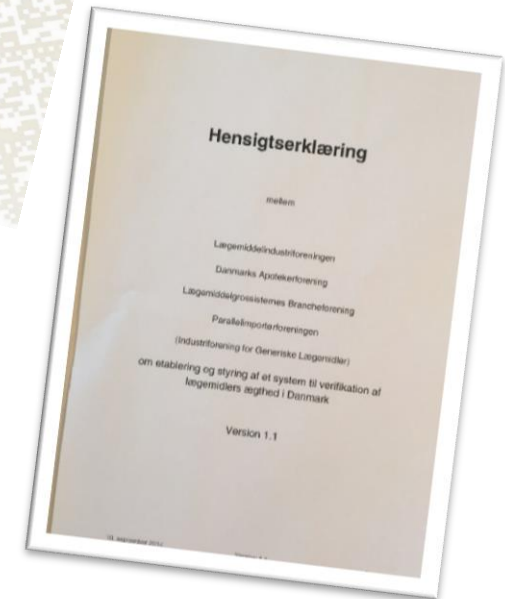 Hensigtserklæring
mellem
Lægemiddelindustriforeningen
Danmarks Apotekerforening
Lægemiddelgrossisternes Brancheforening
Parallelimportørforeningen
(Industriforening for Generiske Lægemidler)
om etablering og styring af et system til verifikation af
lægemidlers ægthed i Danmark
Version 1.1